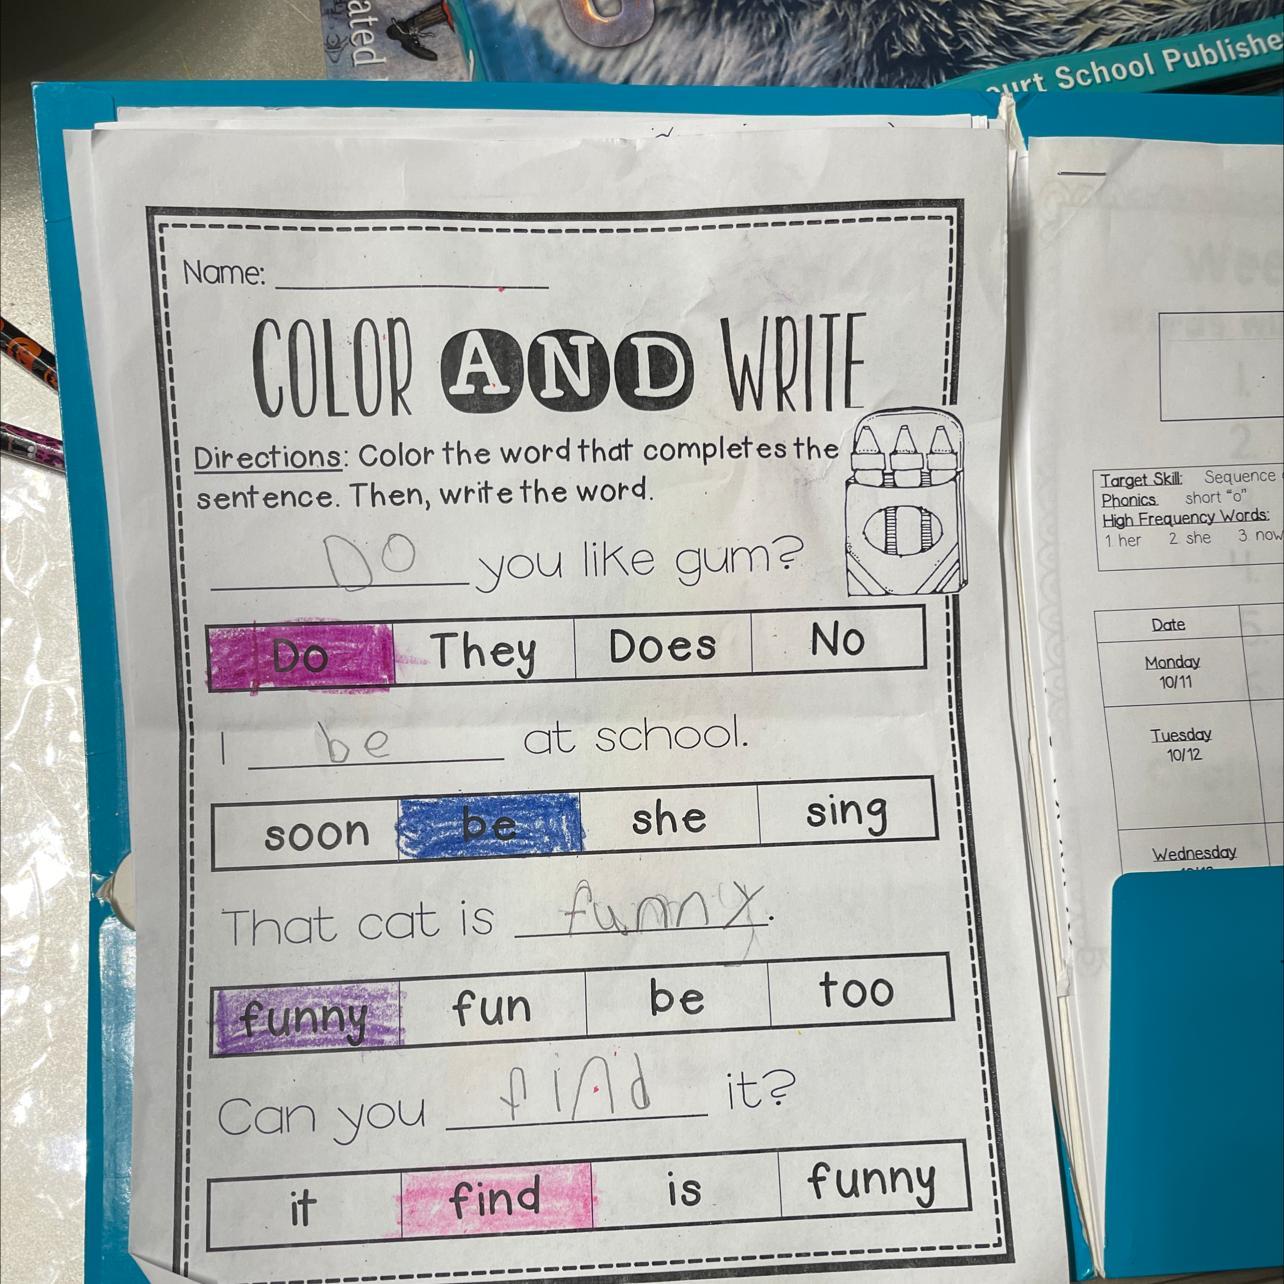 ated
ourt School Publishe
Name:
COLOR AND WRITE
Directions: Color the word that completes the
sentence. Then, write the word.
Do you like gum?
Do They Does No
I be at school.
soon be she sing
That cat is funny.
funny fun be too
Can you find it?
it find is funny
Target Skill: Sequence
Phonics short "o"
High Frequency Words:
1 her 2 she 3 now
Date
Monday
10/11
Tuesday
10/12
Wednesday